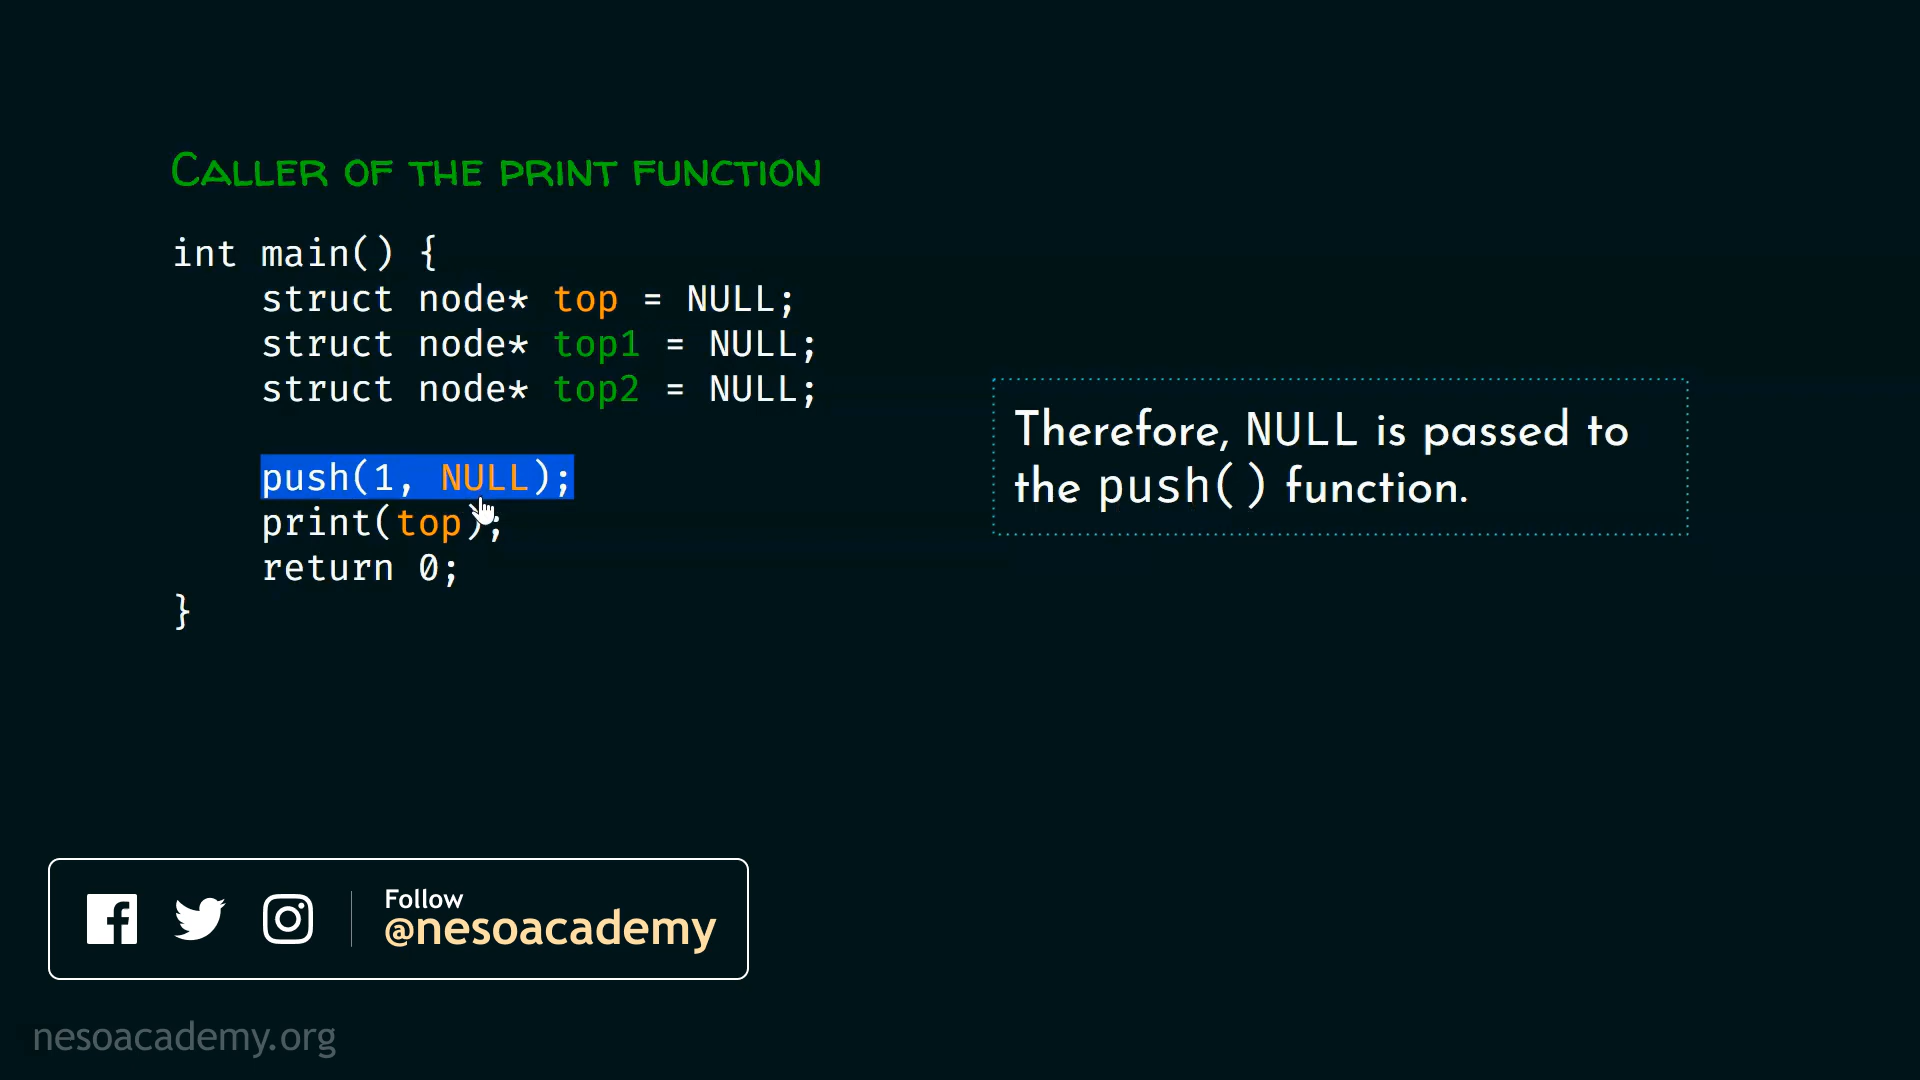 CALLER OF THE PRINT FUNCTION
int main() {
    struct node* top = NULL;
    struct node* top1 = NULL;
    struct node* top2 = NULL;
    push(1, NULL);
    print(top);
    return 0;
}
Therefore, NULL is passed to
the push() function.
Follow
@nesoacademy
nesoacademy.org